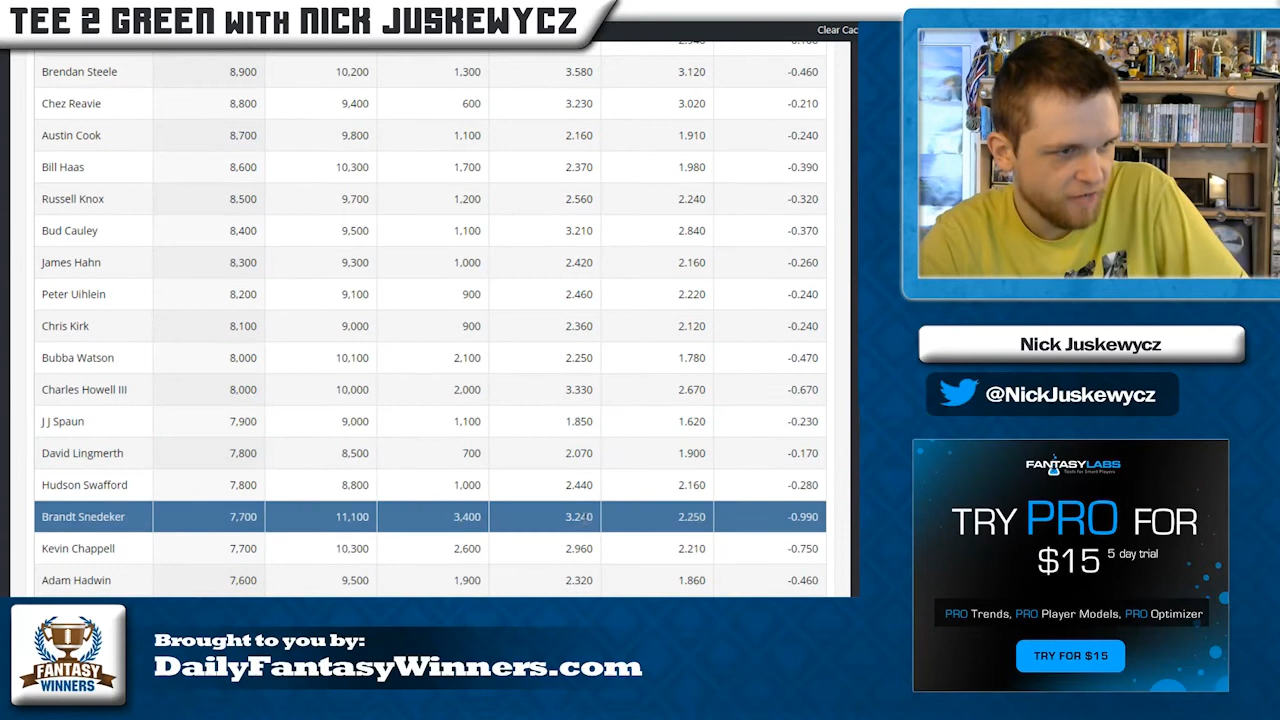 TEE 2 GREEN WITH NICK JUSKEWYCZ
Clear Cac
Brendan Steele 8,900 10,200 1,300 3.580 3.120 -0.460
Chez Reavie 8,800 9,400 600 3.230 3.020 -0.210
Austin Cook 8,700 9,800 1,100 2.160 1.910 -0.240
Bill Haas 8,600 10,300 1,700 2.370 1.980 -0.390
Russell Knox 8,500 9,700 1,200 2.560 2.240 -0.320
Bud Cauley 8,400 9,500 1,100 3.210 2.840 -0.370
James Hahn 8,300 9,300 1,000 2.420 2.160 -0.260
Peter Uihlein 8,200 9,100 900 2.460 2.220 -0.240
Chris Kirk 8,100 9,000 900 2.360 2.120 -0.240
Bubba Watson 8,000 10,100 2,100 2.250 1.780 -0.470
Charles Howell III 8,000 10,000 2,000 3.330 2.670 -0.670
J J Spaun 7,900 9,000 1,100 1.850 1.620 -0.230
David Lingmerth 7,800 8,500 700 2.070 1.900 -0.170
Hudson Swafford 7,800 8,800 1,000 2.440 2.160 -0.280
Brandt Snedeker 7,700 11,100 3,400 3.240 2.250 -0.990
Kevin Chappell 7,700 10,300 2,600 2.960 2.210 -0.750
Adam Hadwin 7,600 9,500 1,900 2.320 1.860 -0.460
Nick Juskewycz
@NickJuskewycz
FANTASYLABS
Tools for Smart Players
TRY PRO FOR
$15 5 day trial
PRO Trends, PRO Player Models, PRO Optimizer
TRY FOR $15
FANTASY
WINNERS
Brought to you by:
DailyFantasyWinners.com